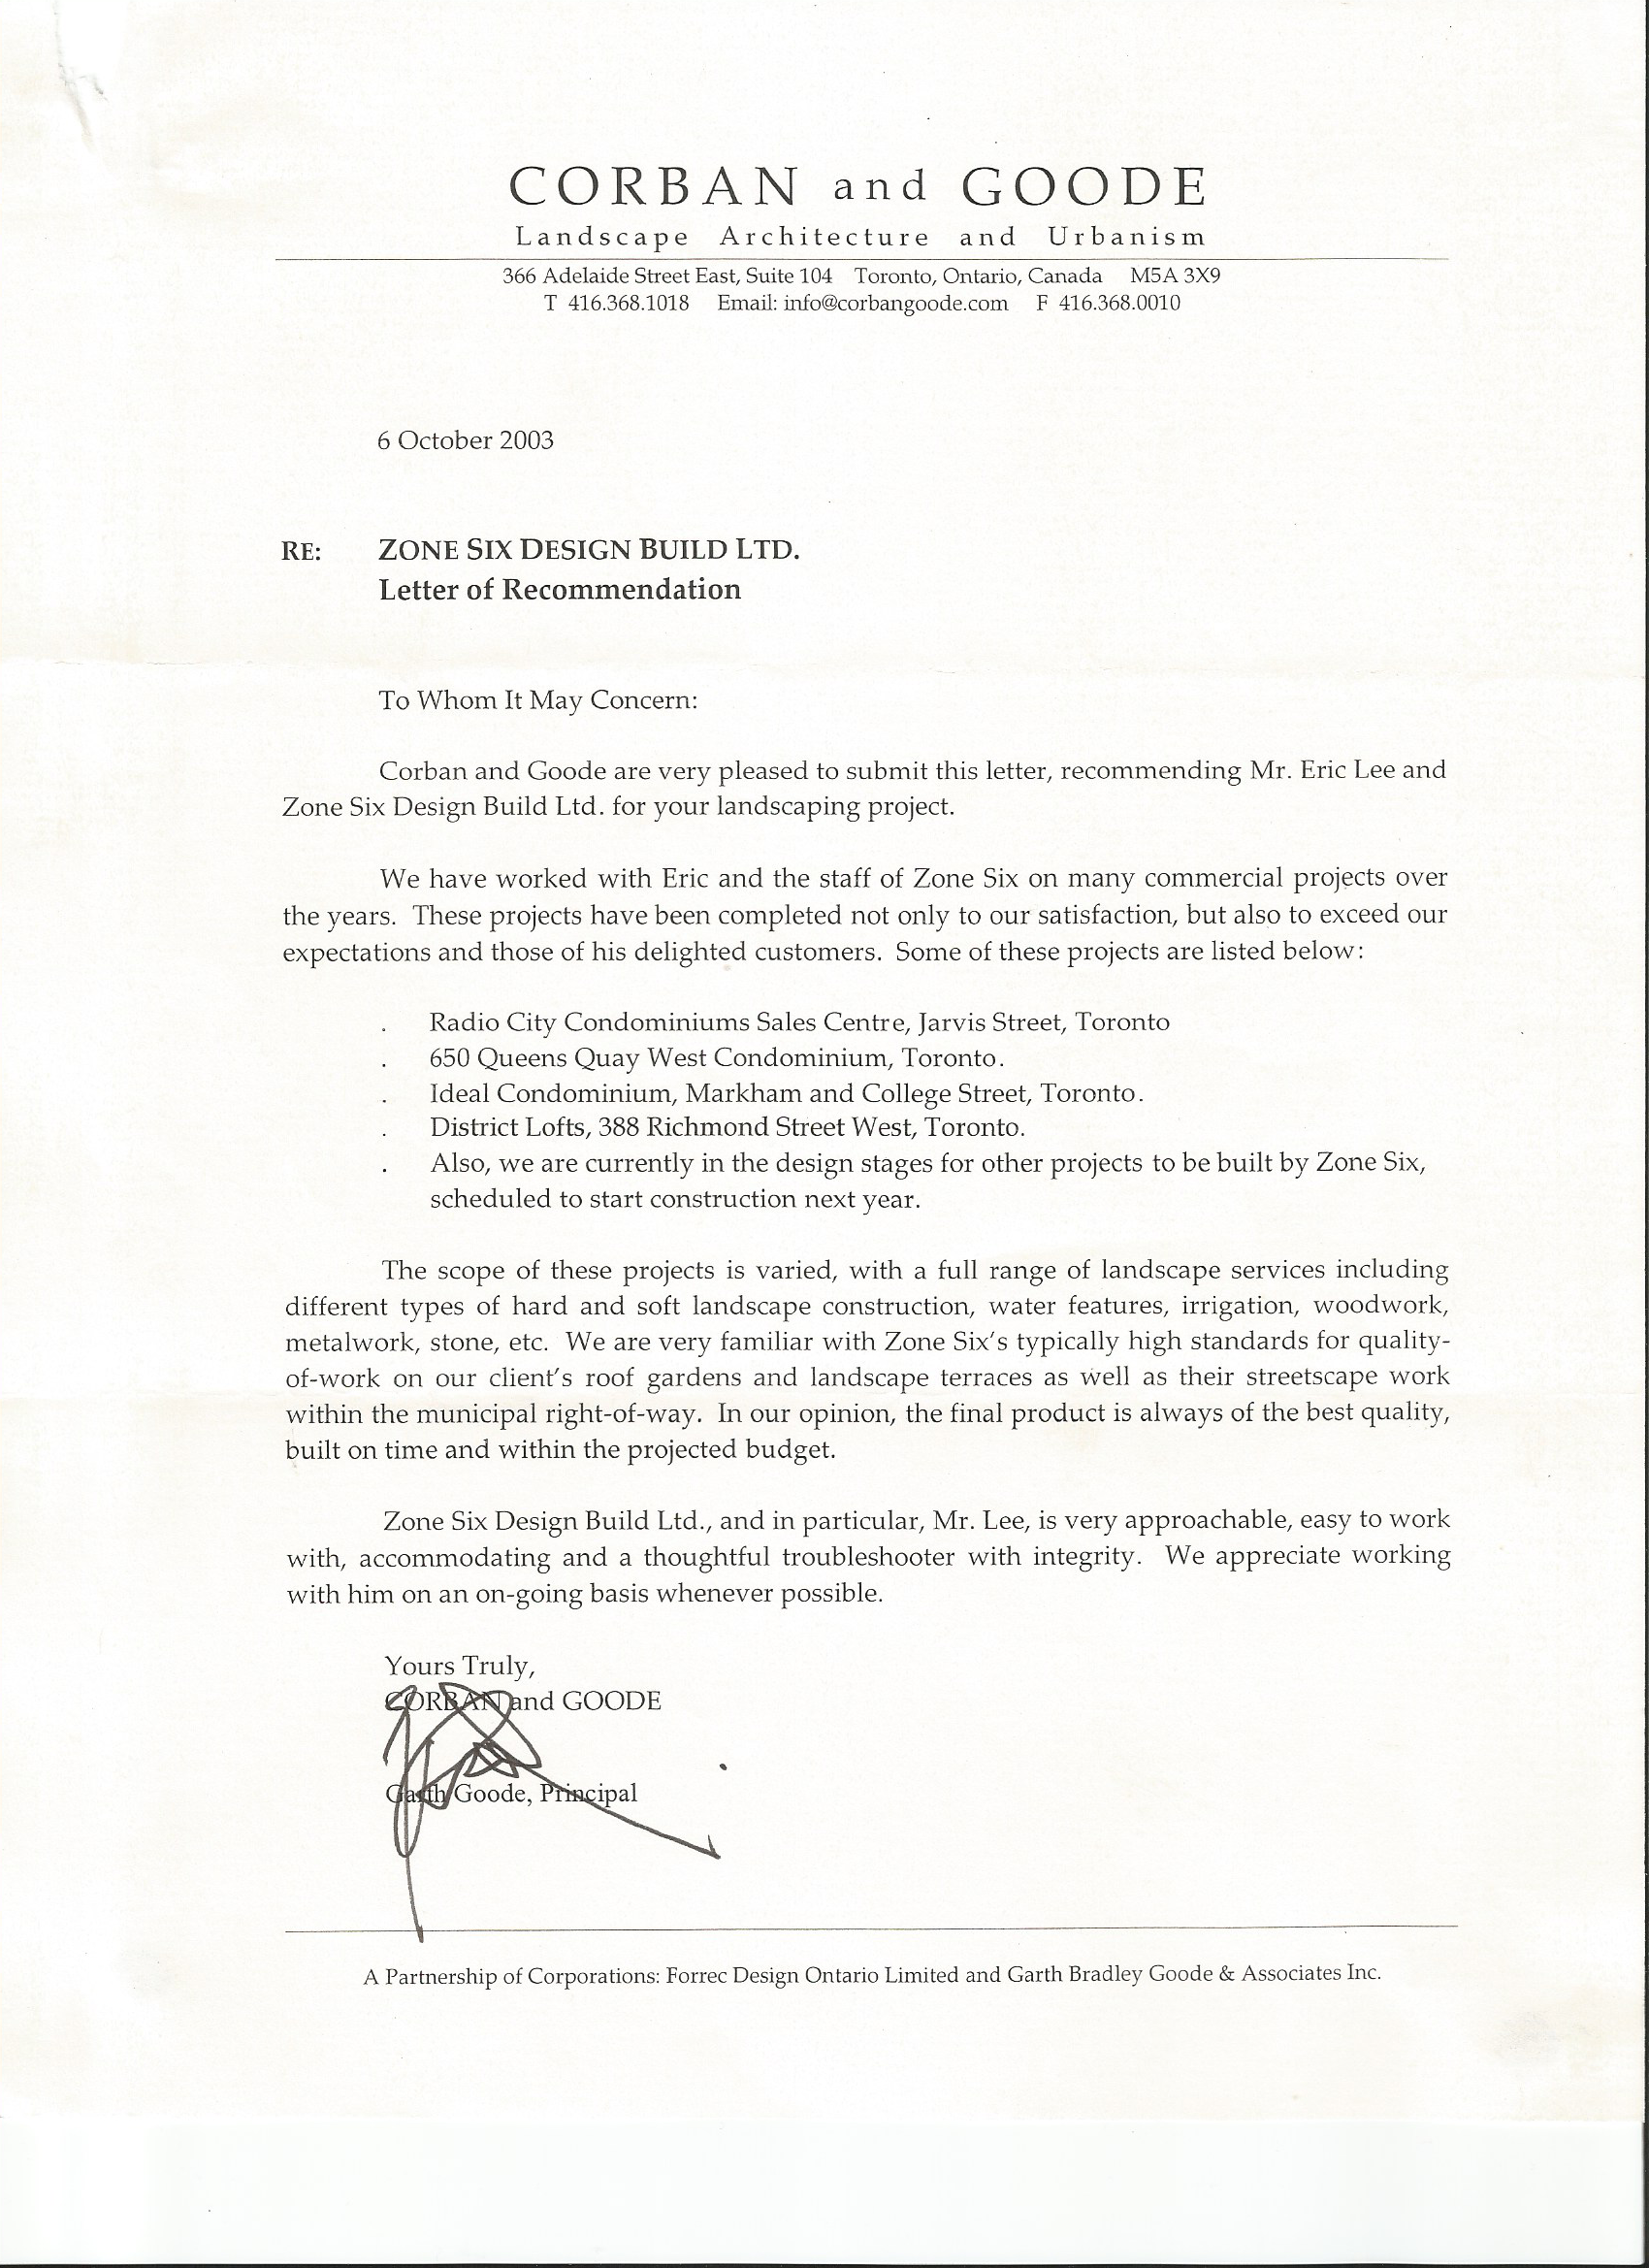 CORBAN and GOODE
Landscape Architecture and Urbanism
366 Adelaide Street East, Suite 104 Toronto, Ontario, Canada M5A 3X9
T 416.368.1018 Email: info@corbangoode.com F 416.368.0010
6 October 2003
RE: ZONE SIX DESIGN BUILD LTD.
Letter of Recommendation
To Whom It May Concern:
Corban and Goode are very pleased to submit this letter, recommending Mr. Eric Lee and
Zone Six Design Build Ltd. for your landscaping project.
We have worked with Eric and the staff of Zone Six on many commercial projects over
the years. These projects have been completed not only to our satisfaction, but also to exceed our
expectations and those of his delighted customers. Some of these projects are listed below:
. Radio City Condominiums Sales Centre, Jarvis Street, Toronto
. 650 Queens Quay West Condominium, Toronto.
. Ideal Condominium, Markham and College Street, Toronto.
. District Lofts, 388 Richmond Street West, Toronto.
. Also, we are currently in the design stages for other projects to be built by Zone Six,
scheduled to start construction next year.
The scope of these projects is varied, with a full range of landscape services including
different types of hard and soft landscape construction, water features, irrigation, woodwork,
metalwork, stone, etc. We are very familiar with Zone Six's typically high standards for quality-
of-work on our client's roof gardens and landscape terraces as well as their streetscape work
within the municipal right-of-way. In our opinion, the final product is always of the best quality,
built on time and within the projected budget.
Zone Six Design Build Ltd., and in particular, Mr. Lee, is very approachable, easy to work
with, accommodating and a thoughtful troubleshooter with integrity. We appreciate working
with him on an on-going basis whenever possible.
Yours Truly,
CORBAN and GOODE
Garth Goode, Principal
A Partnership of Corporations: Forrec Design Ontario Limited and Garth Bradley Goode & Associates Inc.